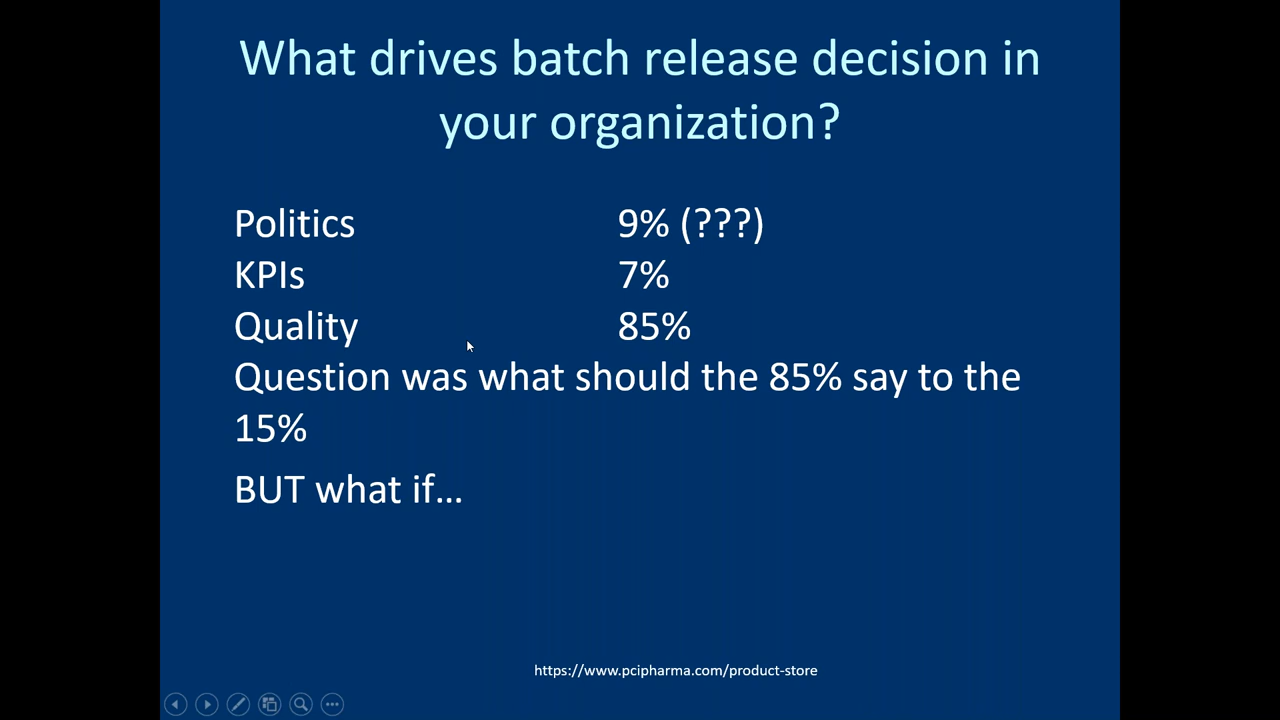 What drives batch release decision in
your organization?
Politics 9% (???)
KPIs 7%
Quality 85%
Question was what should the 85% say to the
15%
BUT what if...
https://www.pcipharma.com/product-store